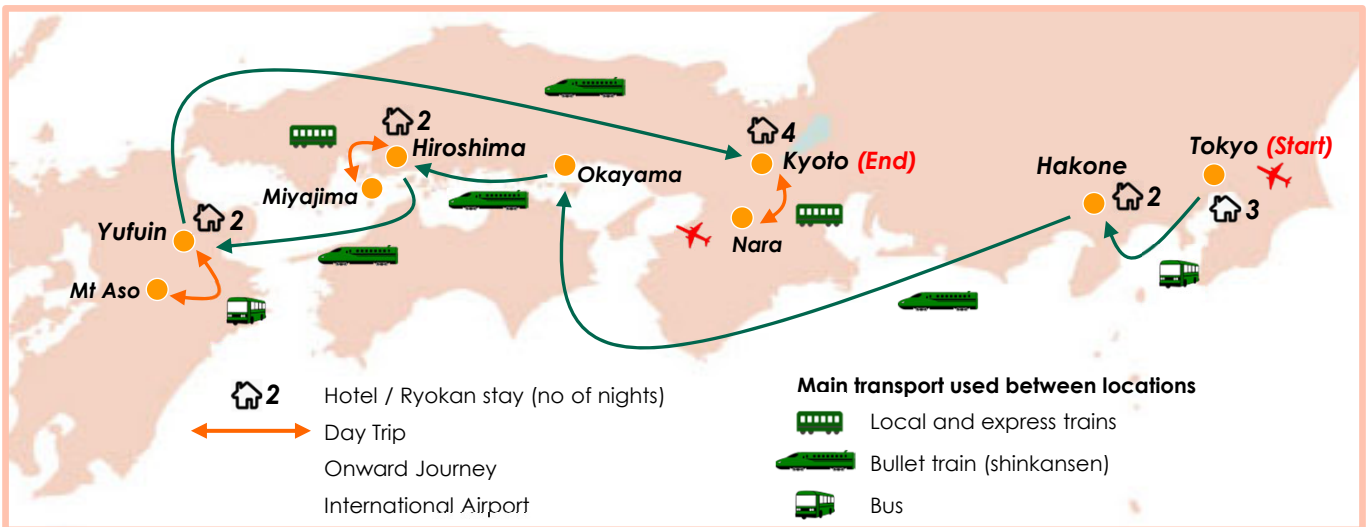 2
Hiroshima
Miyajima
2
Yufuin
Mt Aso
Okayama
4
Kyoto (End)
Nara
Hakone
2
Tokyo (Start)
3
2
Hotel / Ryokan stay (no of nights)
Day Trip
Onward Journey
International Airport
Main transport used between locations
Local and express trains
Bullet train (shinkansen)
Bus